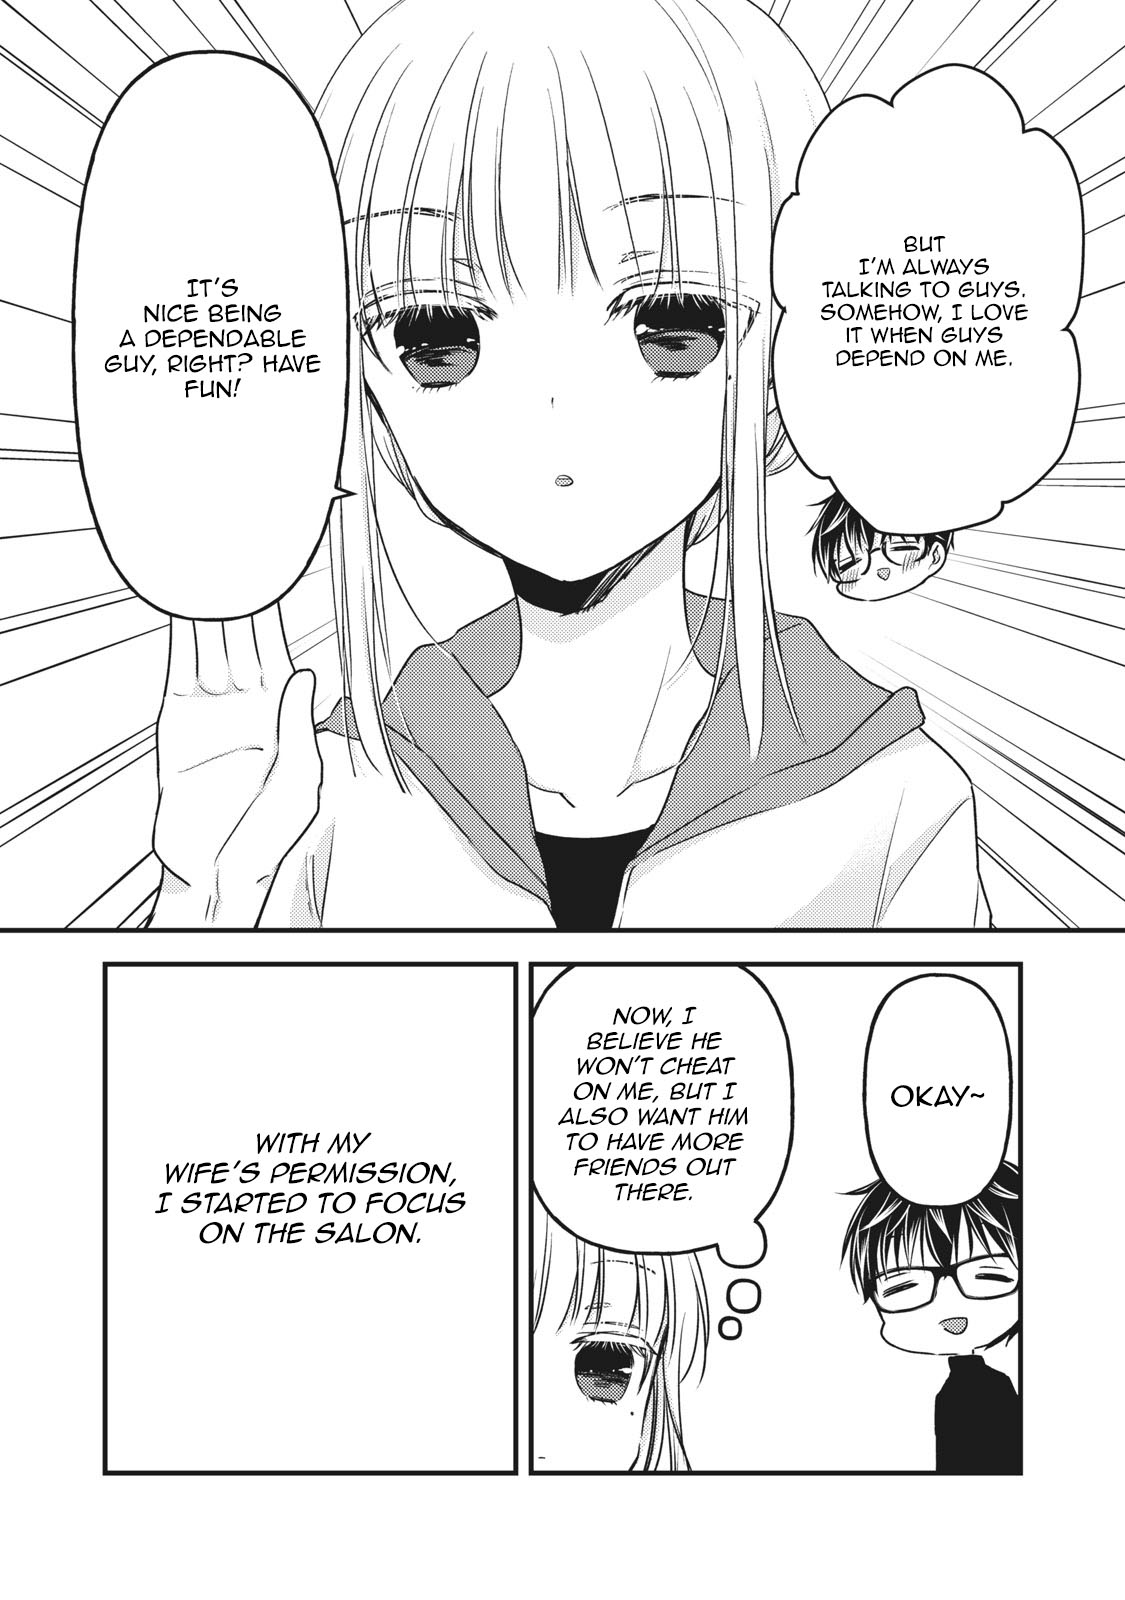 BUT
I'M ALWAYS
TALKING TO GUYS.
SOMEHOW, I LOVE
IT WHEN GUYS
DEPEND ON ME.
IT'S
NICE BEING
A DEPENDABLE
GUY, RIGHT? HAVE
FUN!
OKAY~
NOW, I
BELIEVE HE
WON'T CHEAT
ON ME, BUT I
ALSO WANT HIM
TO HAVE MORE
FRIENDS OUT
THERE.
WITH MY
WIFE'S PERMISSION,
I STARTED TO FOCUS
ON THE SALON.